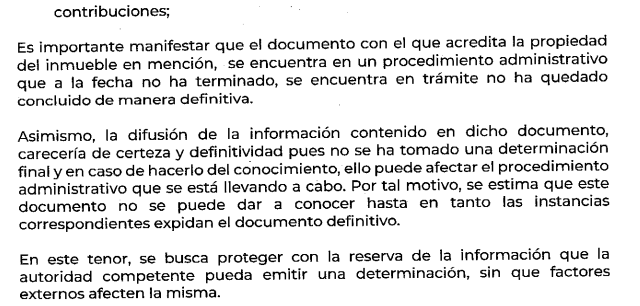 contribuciones;
Es importante manifestar que el documento con el que acredita la propiedad
del inmueble en mención, se encuentra en un procedimiento administrativo
que a la fecha no ha terminado, se encuentra en trámite no ha quedado
concluido de manera definitiva.
Asimismo, la difusión de la información contenido en dicho documento,
carecería de certeza y definitividad pues no se ha tomado una determinación
final y en caso de hacerlo del conocimiento, ello puede afectar el procedimiento
administrativo que se está llevando a cabo. Por tal motivo, se estima que este
documento no se puede dar a conocer hasta en tanto las instancias
correspondientes expidan el documento definitivo.
En este tenor, se busca proteger con la reserva de la información que la
autoridad competente pueda emitir una determinación, sin que factores
externos afecten la misma.